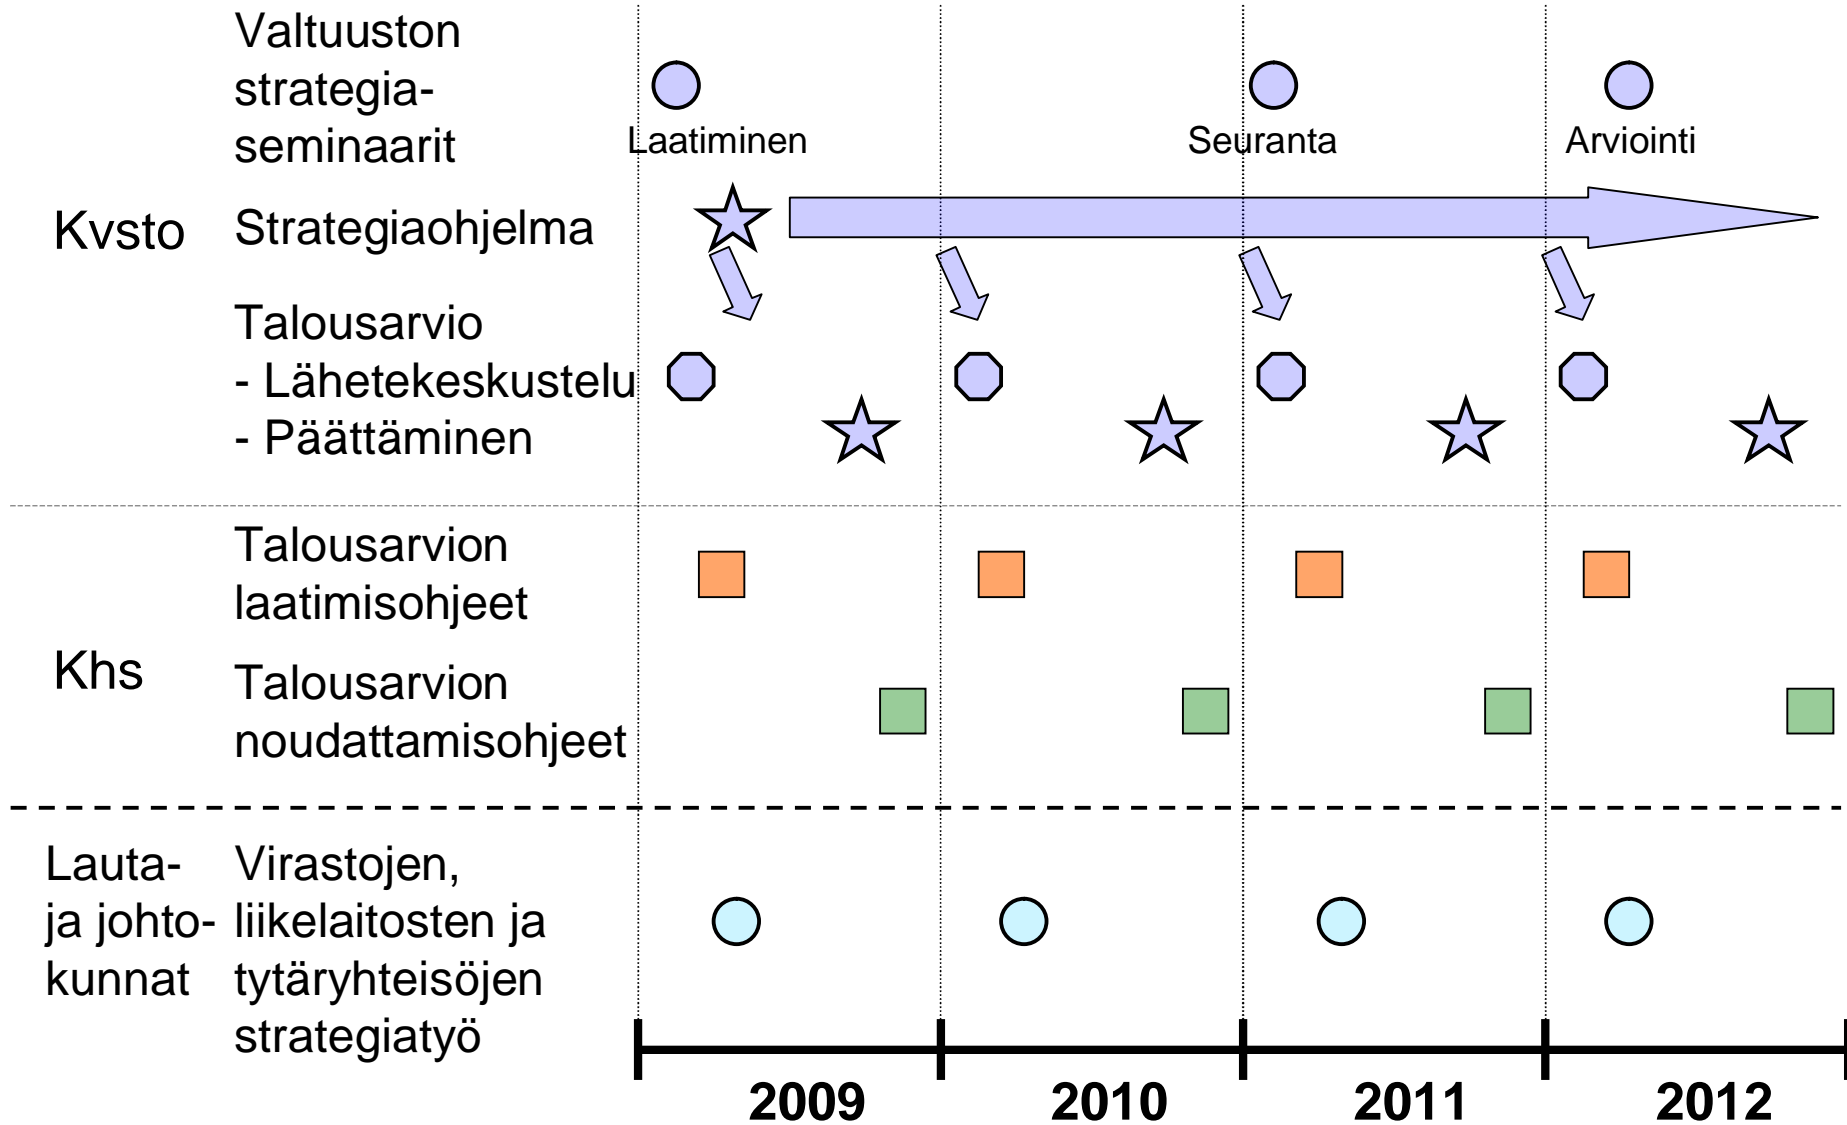 Valtuuston
strategia-
seminaarit
Laatiminen
Seuranta
Arviointi
Kvsto
Strategiaohjelma
Talousarvio
- Lähetekeskustelu
- Päättäminen
Khs
Talousarvion
laatimisohjeet
Talousarvion
noudattamisohjeet
Lauta-
ja johto-
kunnat
Virastojen,
liikelaitosten ja
tytäryhteisöjen
strategiatyö
2009
2010
2011
2012